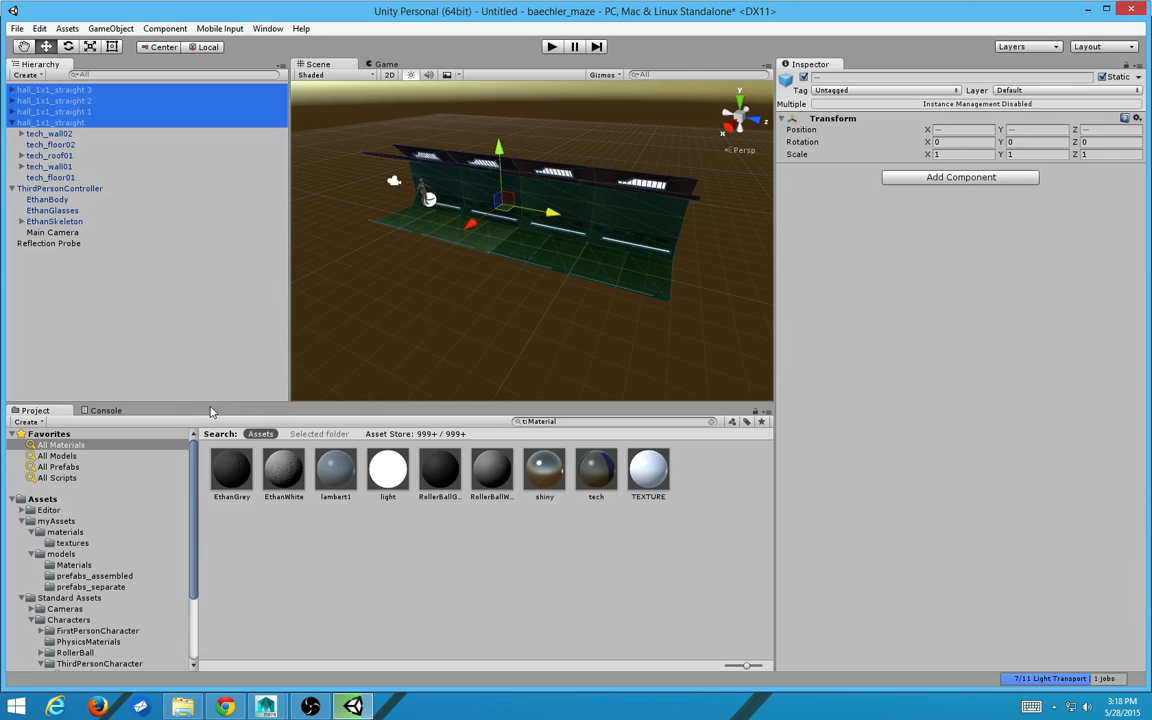 Unity Personal (64bit) - Untitled - baechler_maze - PC, Mac & Linux Standalone* <DX11>
File Edit Assets GameObject Component Mobile Input Window Help
Center Local Layers Layout
Hierarchy
Create All
hall_1x1_straight 3
hall_1x1_straight 2
hall_1x1_straight 1
hall_1x1_straight
tech_wall02
tech_floor02
tech_roof01
tech_wall01
tech_floor01
ThirdPersonController
EthanBody
EthanGlasses
EthanSkeleton
Main Camera
Reflection Probe
Scene Game
Shaded 2D Gizmos All
y
x z
Persp
Inspector
— Static
Tag Untagged Layer Default
Multiple Instance Management Disabled
Transform
Position X — Y — Z —
Rotation X 0 Y 0 Z 0
Scale X 1 Y 1 Z 1
Add Component
Project Console
Create t:Material
Favorites
All Materials
All Models
All Prefabs
All Scripts
Assets
Editor
myAssets
materials
textures
models
Materials
prefabs_assembled
prefabs_separate
Standard Assets
Cameras
Characters
FirstPersonCharacter
PhysicsMaterials
RollerBall
ThirdPersonCharacter
Search: Assets Selected folder Asset Store: 999+ / 999+
EthanGrey EthanWhite lambert1 light RollerBallG... RollerBallW... shiny tech TEXTURE
7/11 Light Transport | 1 jobs
3:18 PM
5/28/2015